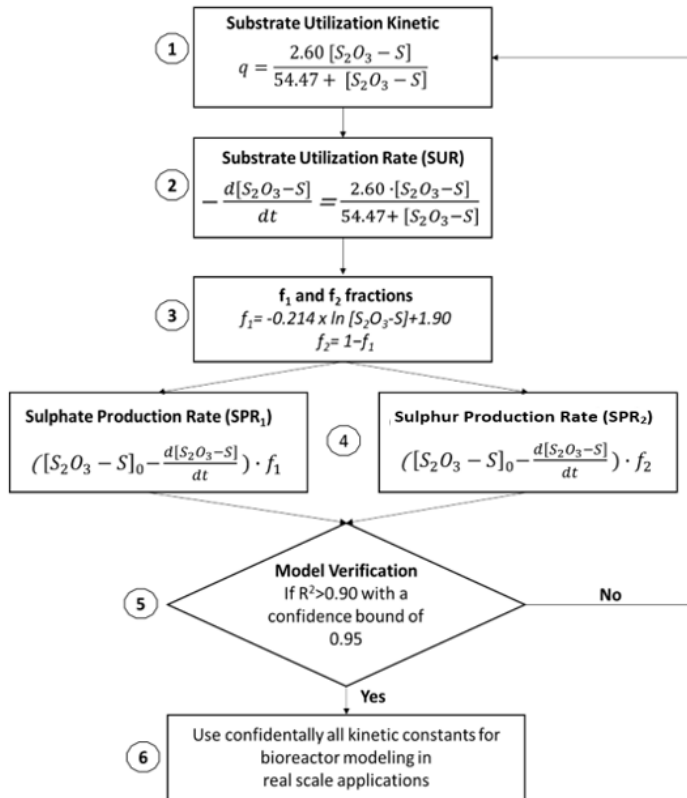 Substrate Utilization Kinetic
1
q = 2.60 [S₂O₃ − S] / 54.47 + [S₂O₃ − S]
Substrate Utilization Rate (SUR)
2
− d[S₂O₃−S] / dt = 2.60 ·[S₂O₃−S] / 54.47+ [S₂O₃−S]
f₁ and f₂ fractions
3
f₁= -0.214 x ln [S₂O₃-S]+1.90
f₂= 1−f₁
Sulphate Production Rate (SPR₁)
([S₂O₃ − S]₀ − d[S₂O₃−S] / dt) · f₁
4
Sulphur Production Rate (SPR₂)
([S₂O₃ − S]₀ − d[S₂O₃−S] / dt) · f₂
Model Verification
If R²>0.90 with a
confidence bound of
0.95
5
No
Yes
6
Use confidentally all kinetic constants for
bioreactor modeling in
real scale applications